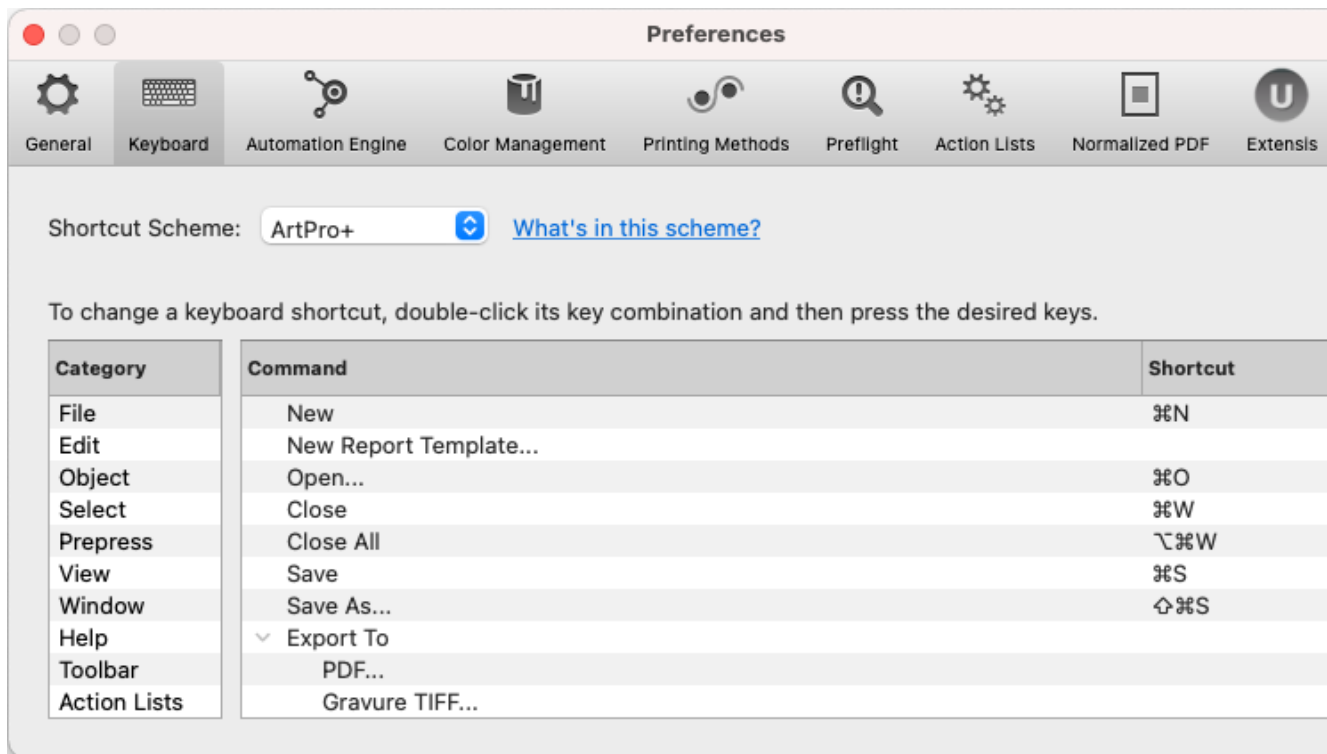 Preferences
General Keyboard Automation Engine Color Management Printing Methods Preflight Action Lists Normalized PDF Extensis
Shortcut Scheme: ArtPro+ What's in this scheme?
To change a keyboard shortcut, double-click its key combination and then press the desired keys.
Category Command Shortcut
File New ⌘N
Edit New Report Template...
Object Open... ⌘O
Select Close ⌘W
Prepress Close All ⌥⌘W
View Save ⌘S
Window Save As... ⇧⌘S
Help Export To
Toolbar PDF...
Action Lists Gravure TIFF...